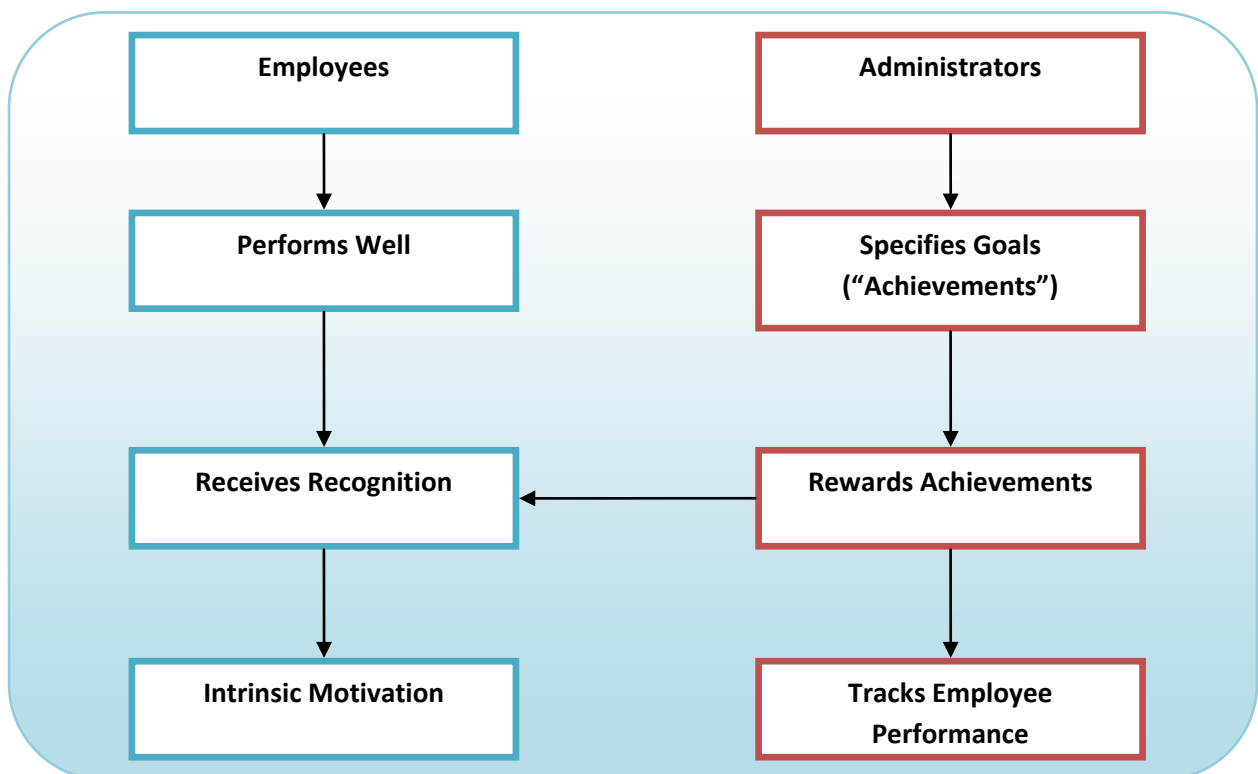 Employees
Administrators
Performs Well
Specifies Goals
(“Achievements”)
Receives Recognition
Rewards Achievements
Intrinsic Motivation
Tracks Employee
Performance